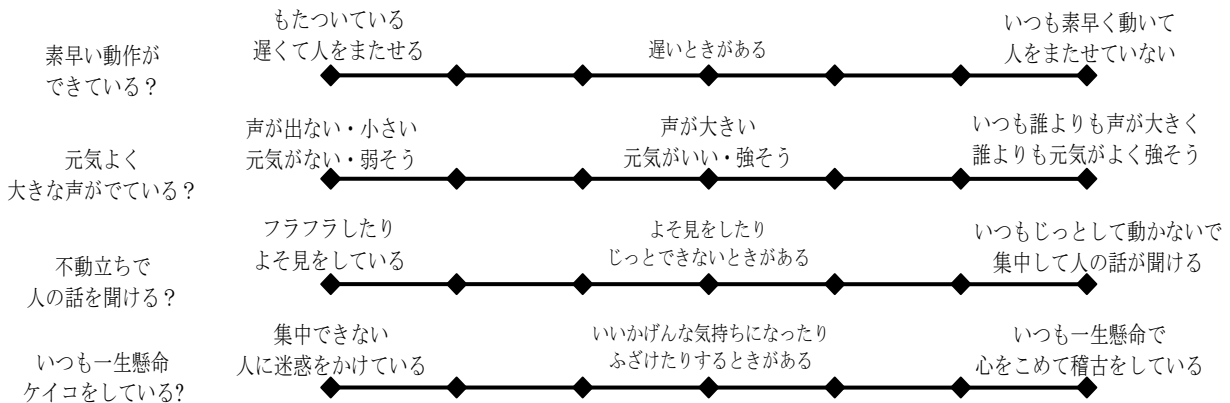 素早い動作が
できている？
もたついている
遅くて人をまたせる
遅いときがある
いつも素早く動いて
人をまたせていない
元気よく
大きな声がでている？
声が出ない・小さい
元気がない・弱そう
声が大きい
元気がいい・強そう
いつも誰よりも声が大きく
誰よりも元気がよく強そう
不動立ちで
人の話を聞ける？
フラフラしたり
よそ見をしている
よそ見をしたり
じっとできないときがある
いつもじっとして動かないで
集中して人の話が聞ける
いつも一生懸命
ケイコをしている?
集中できない
人に迷惑をかけている
いいかげんな気持ちになったり
ふざけたりするときがある
いつも一生懸命で
心をこめて稽古をしている